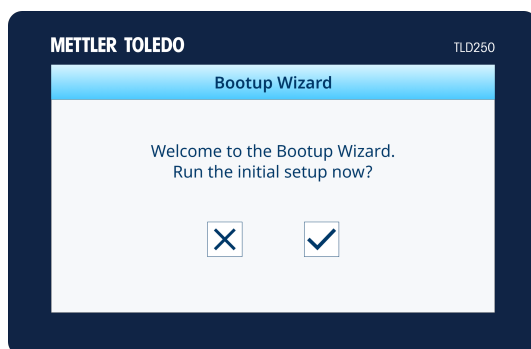 METTLER TOLEDO
TLD250
Bootup Wizard
Welcome to the Bootup Wizard.
Run the initial setup now?